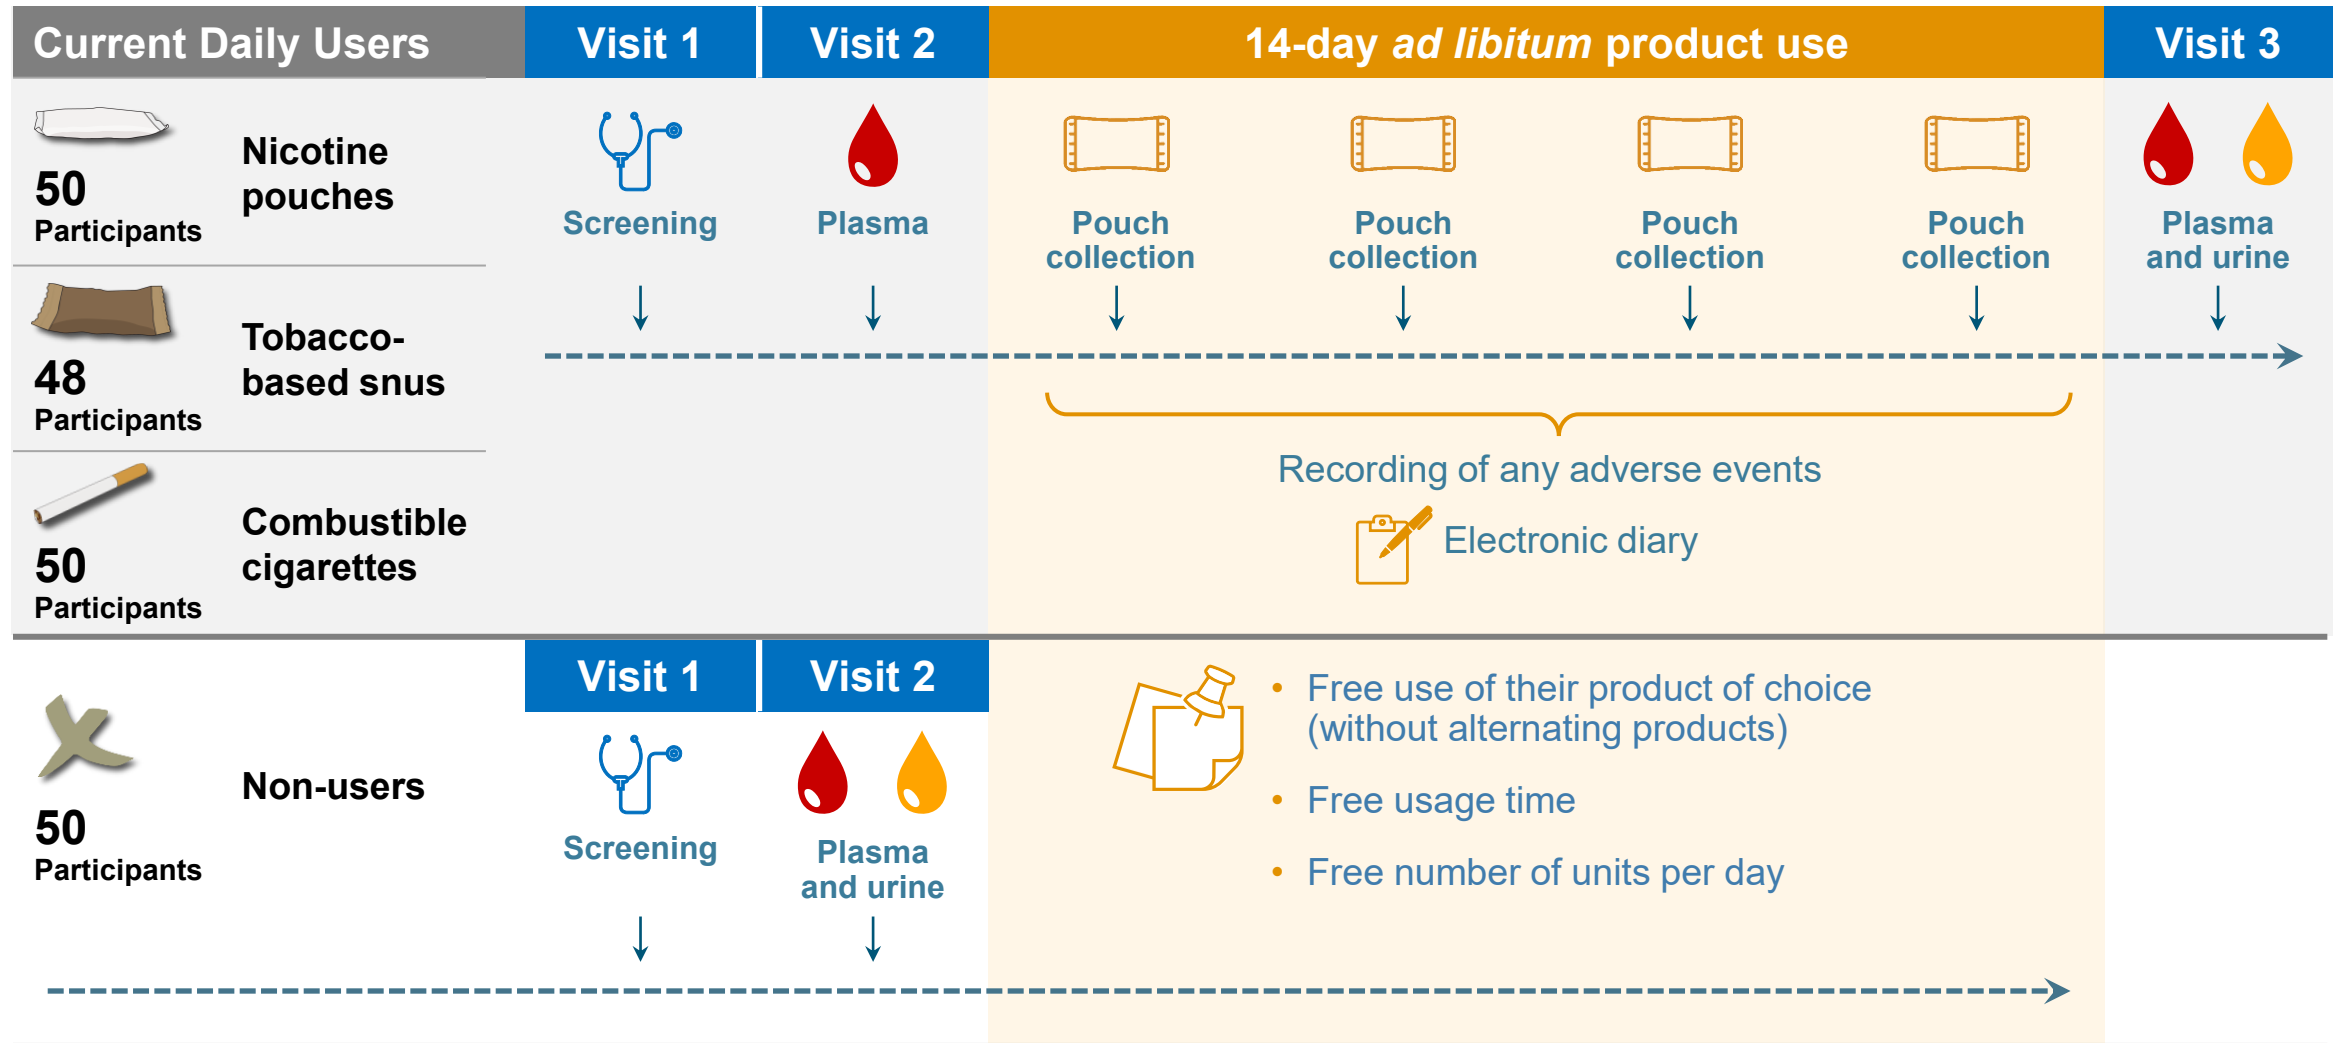 Current Daily Users
Visit 1
Visit 2
14-day ad libitum product use
Visit 3
50
Participants
Nicotine
pouches
Screening
Plasma
Pouch
collection
Pouch
collection
Pouch
collection
Pouch
collection
Plasma
and urine
48
Participants
Tobacco-
based snus
50
Participants
Combustible
cigarettes
Recording of any adverse events
Electronic diary
Visit 1
Visit 2
50
Participants
Non-users
Screening
Plasma
and urine
• Free use of their product of choice
(without alternating products)
• Free usage time
• Free number of units per day